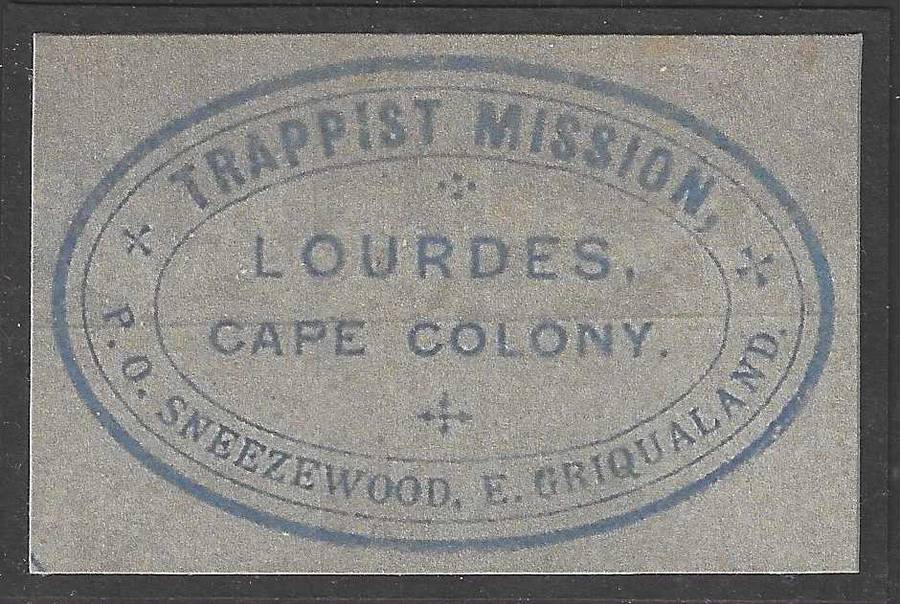 TRAPPIST MISSION,
LOURDES,
CAPE COLONY.
P. O. SNEEZEWOOD, E. GRIQUALAND.